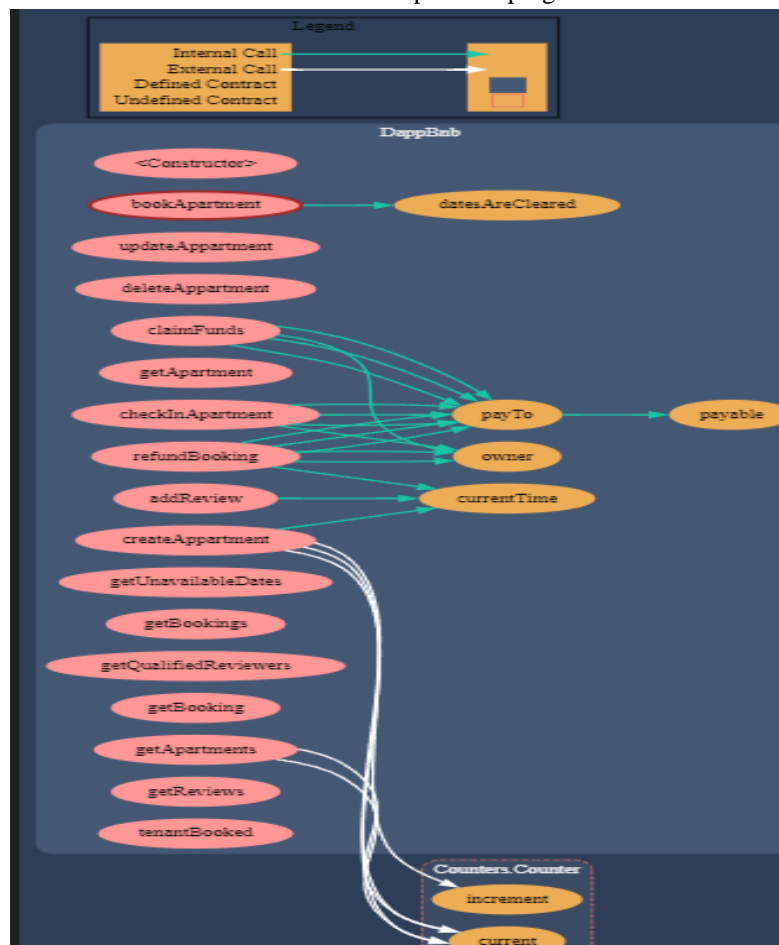 Legend
Internal Call
External Call
Defined Contract
Undefined Contract
DappBnb
<Constructor>
bookApartment
datesAreCleared
updateAppartment
deleteAppartment
claimFunds
getApartment
checkInApartment
payTo
payable
refundBooking
owner
addReview
currentTime
createAppartment
getUnavailableDates
getBookings
getQualifiedReviewers
getBooking
getApartments
getReviews
tenantBooked
Counters.Counter
increment
current